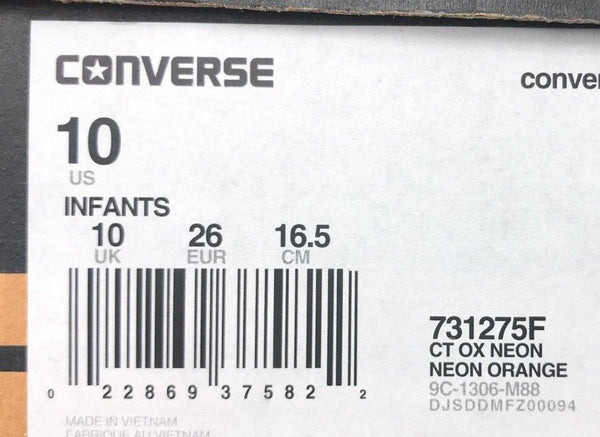 CONVERSE
conver
10
US
INFANTS
10 26 16.5
UK EUR CM
0 22869 37582 2
731275F
CT OX NEON
NEON ORANGE
9C-1306-M88
DJSDDMFZ00094
MADE IN VIETNAM
FABRIQUE AU VIETNAM